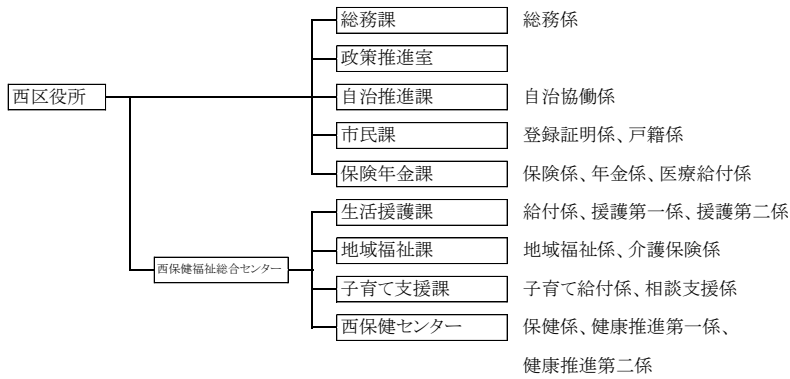 総務課 総務係
政策推進室
西区役所 自治推進課 自治協働係
市民課 登録証明係、戸籍係
保険年金課 保険係、年金係、医療給付係
生活援護課 給付係、援護第一係、援護第二係
地域福祉課 地域福祉係、介護保険係
西保健福祉総合センター
子育て支援課 子育て給付係、相談支援係
西保健センター 保健係、健康推進第一係、
健康推進第二係